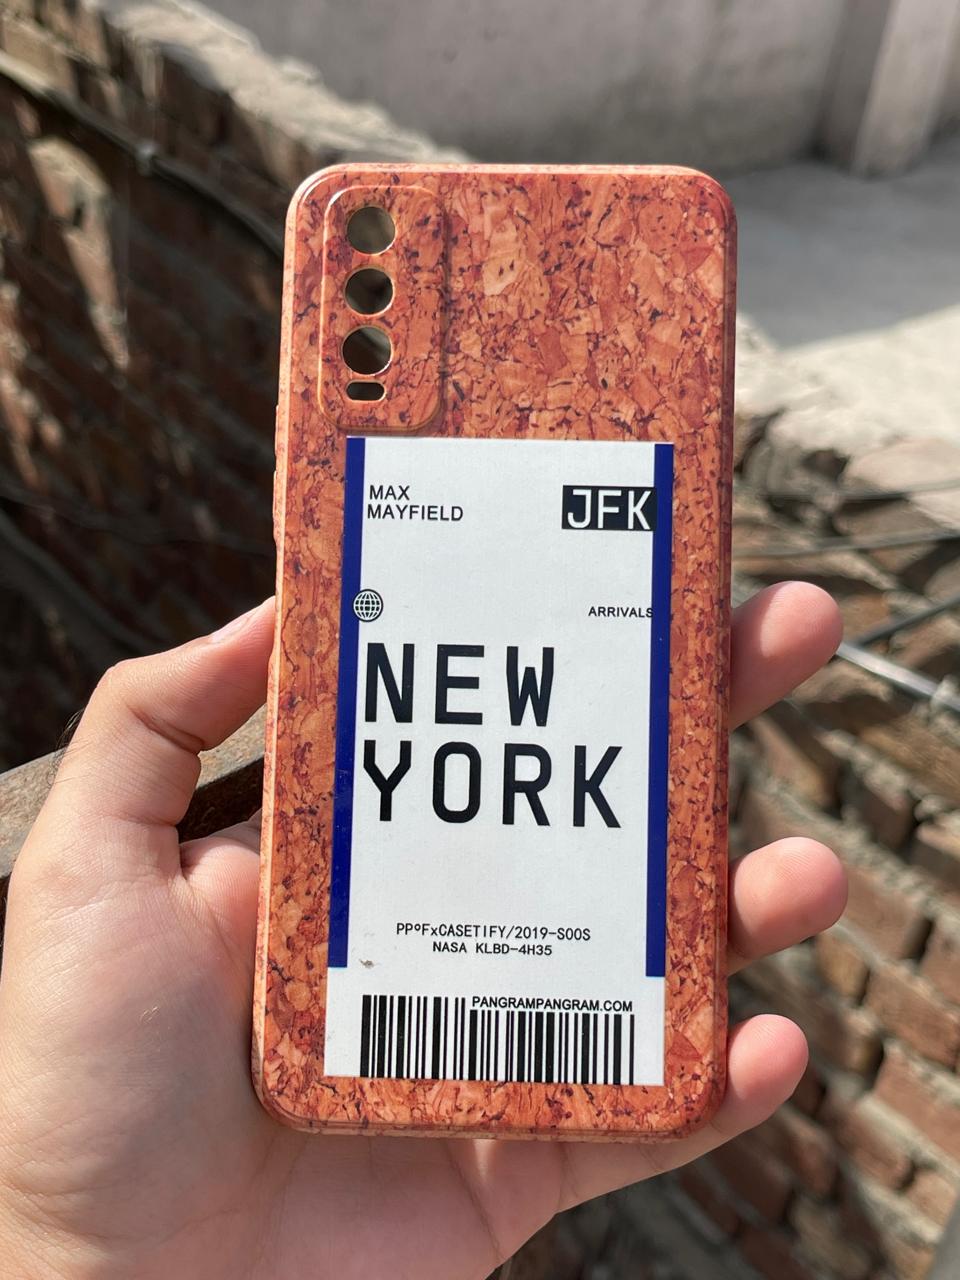 MAX
MAYFIELD
JFK
ARRIVALS
NEW
YORK
PPºFxCASETIFY/2019-S00S
NASA KLBD-4H35
PANGRAMPANGRAM.COM